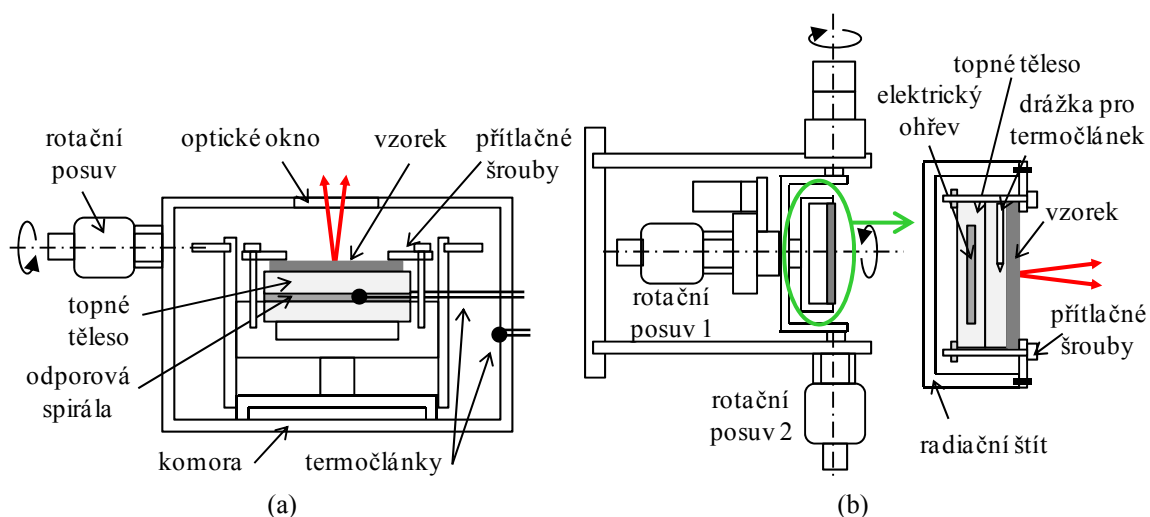 rotační
posuv
optické okno
vzorek
přítlačné
šrouby
topné
těleso
odporová
spirála
komora
termočlánky
(a)
topné těleso
elektrický
ohřev
drážka pro
termočlánek
vzorek
rotační
posuv 1
přítlačné
šrouby
rotační
posuv 2
radiační štít
(b)